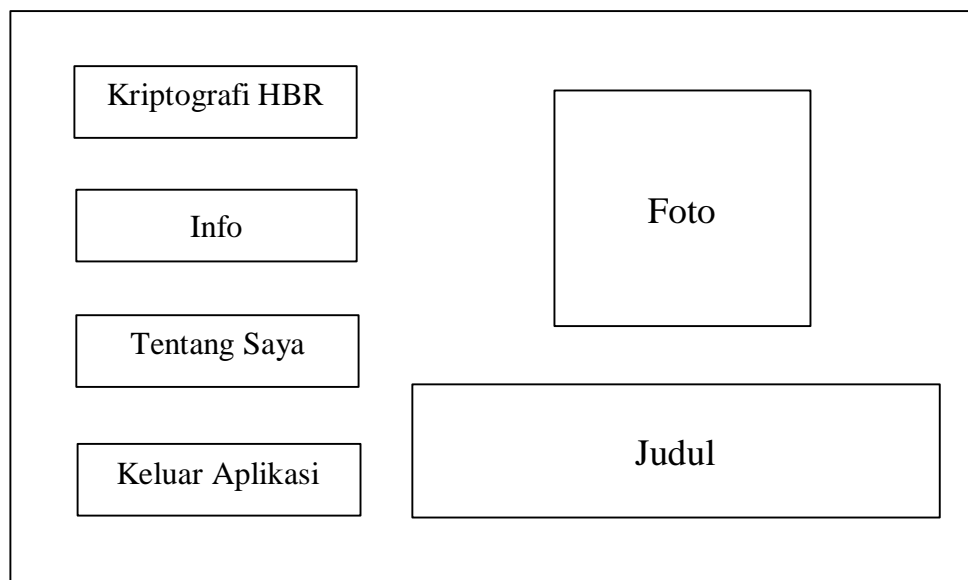 Kriptografi HBR
Info
Tentang Saya
Keluar Aplikasi
Foto
Judul